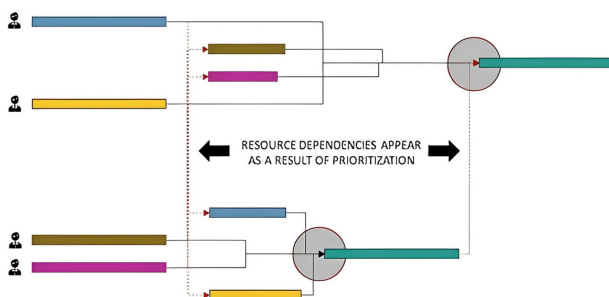 RESOURCE DEPENDENCIES APPEAR
AS A RESULT OF PRIORITIZATION